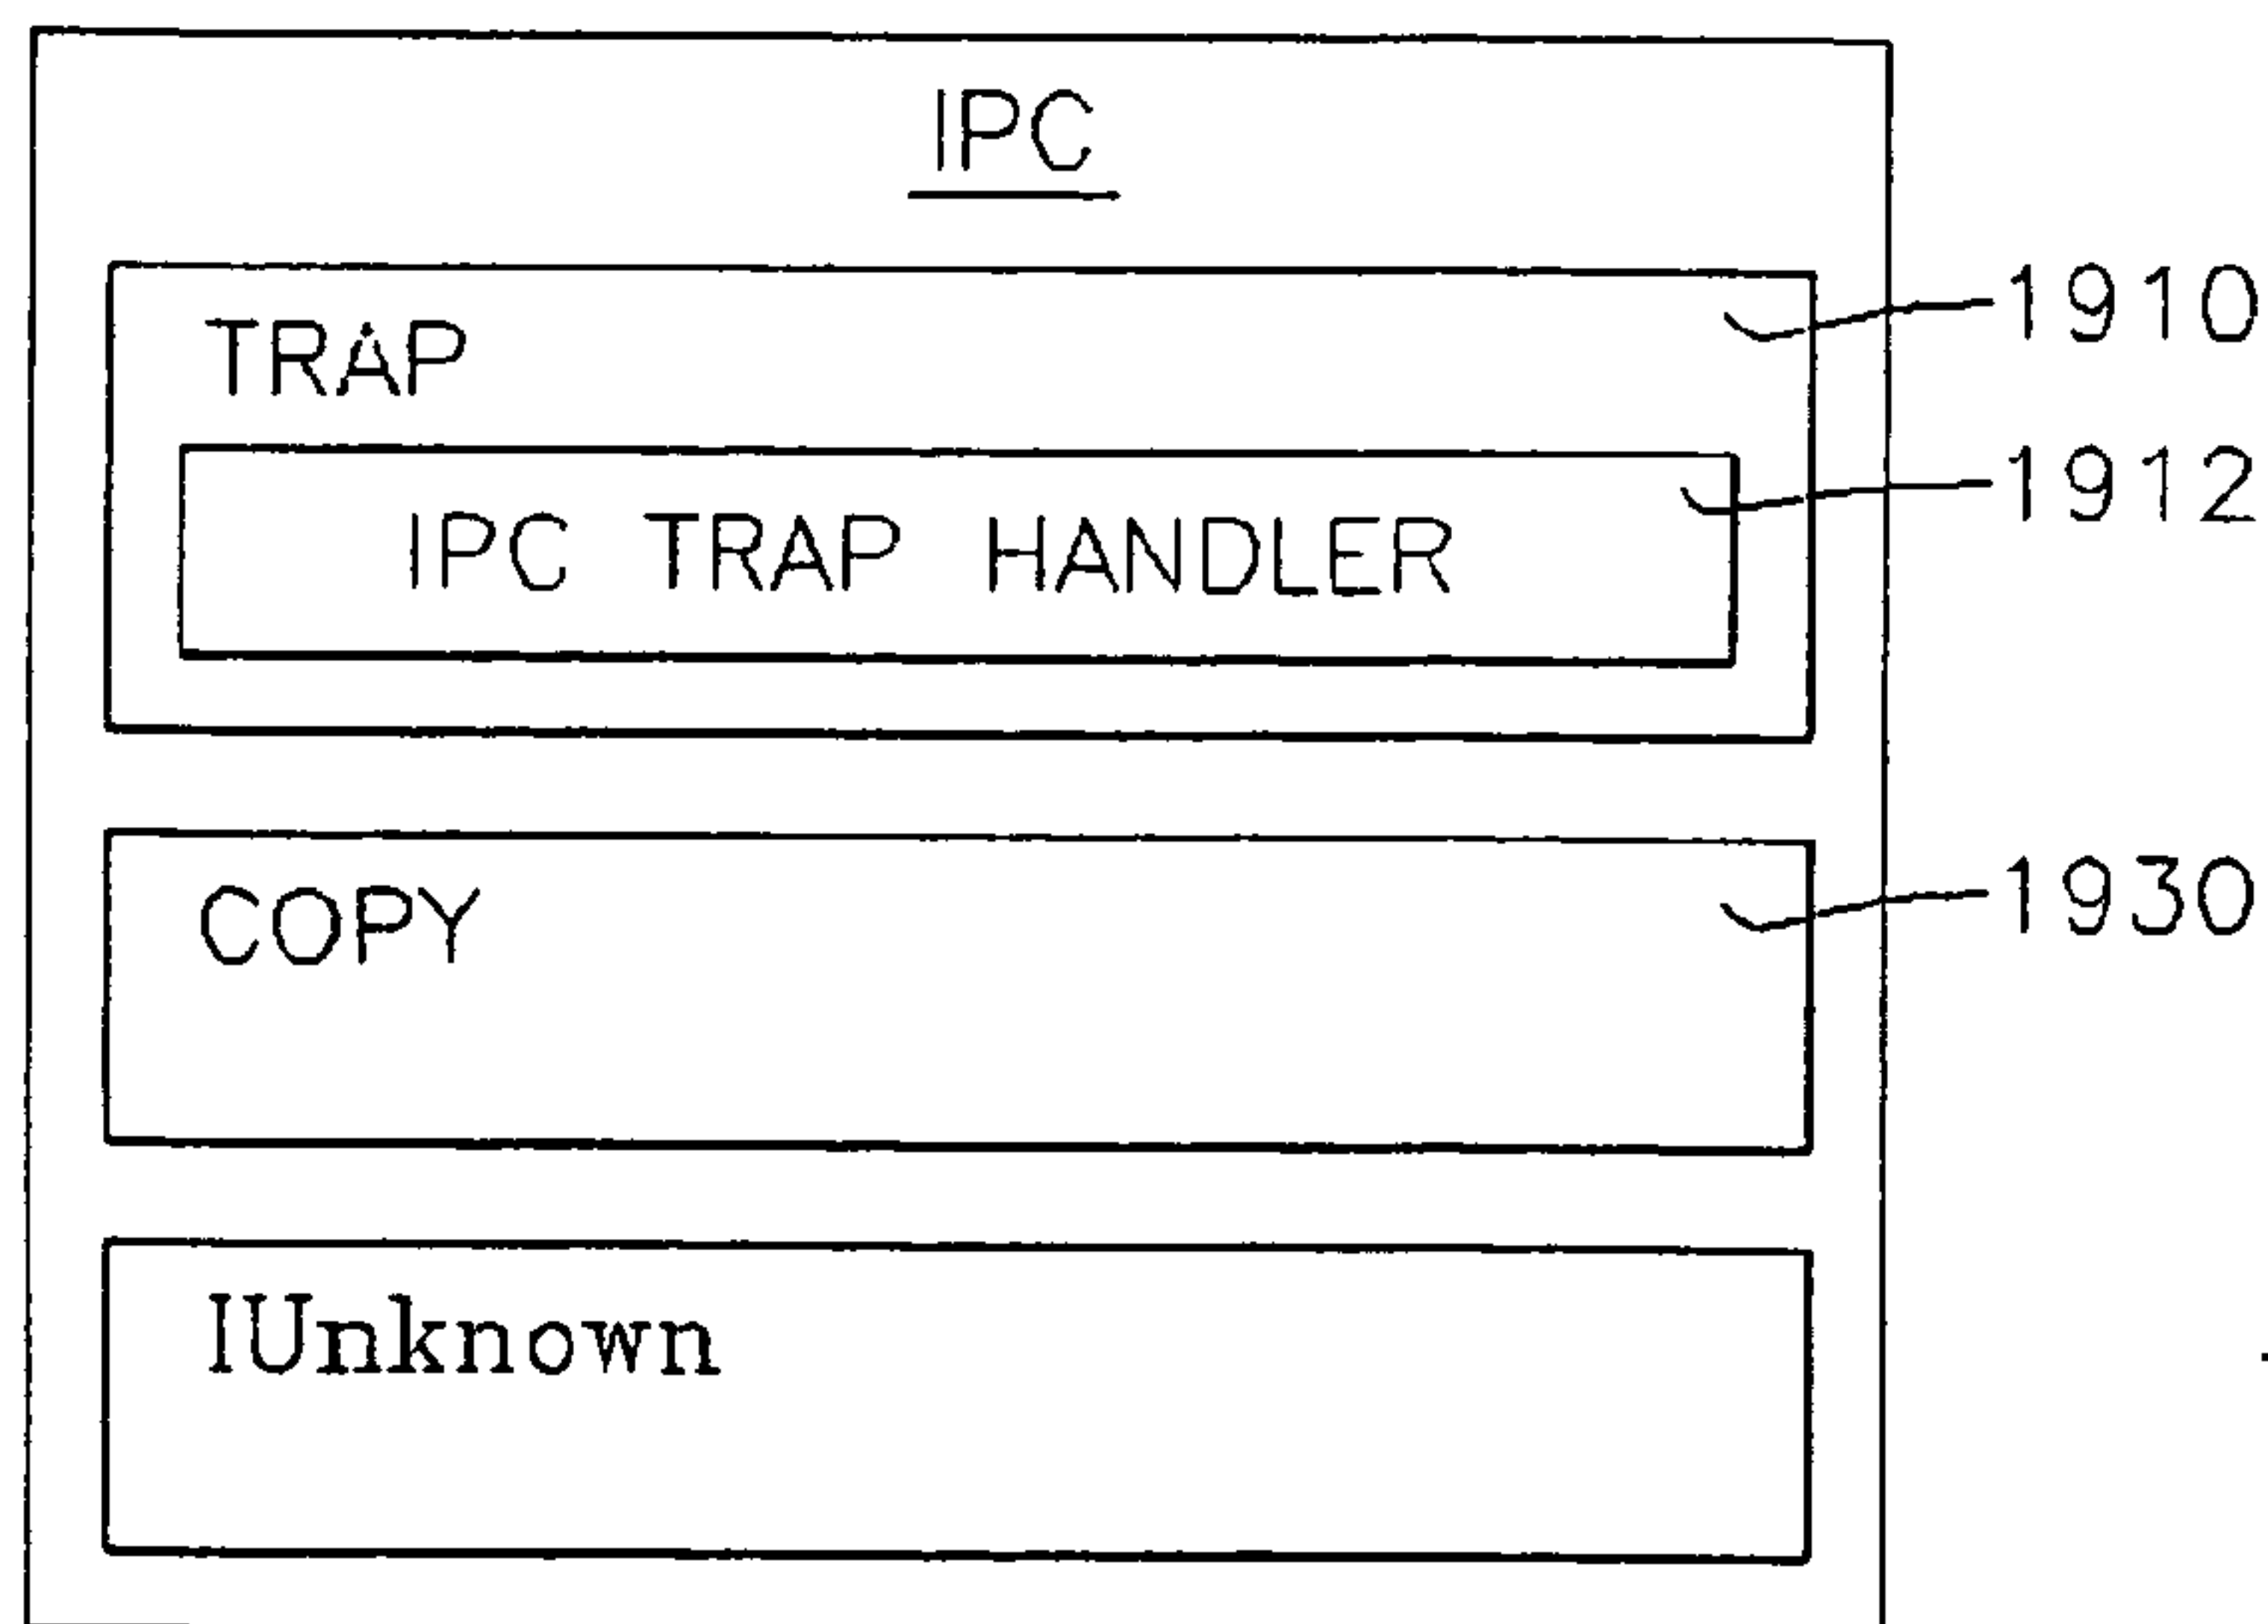 IPC
TRAP
1910
IPC TRAP HANDLER
1912
COPY
1930
IUnknown